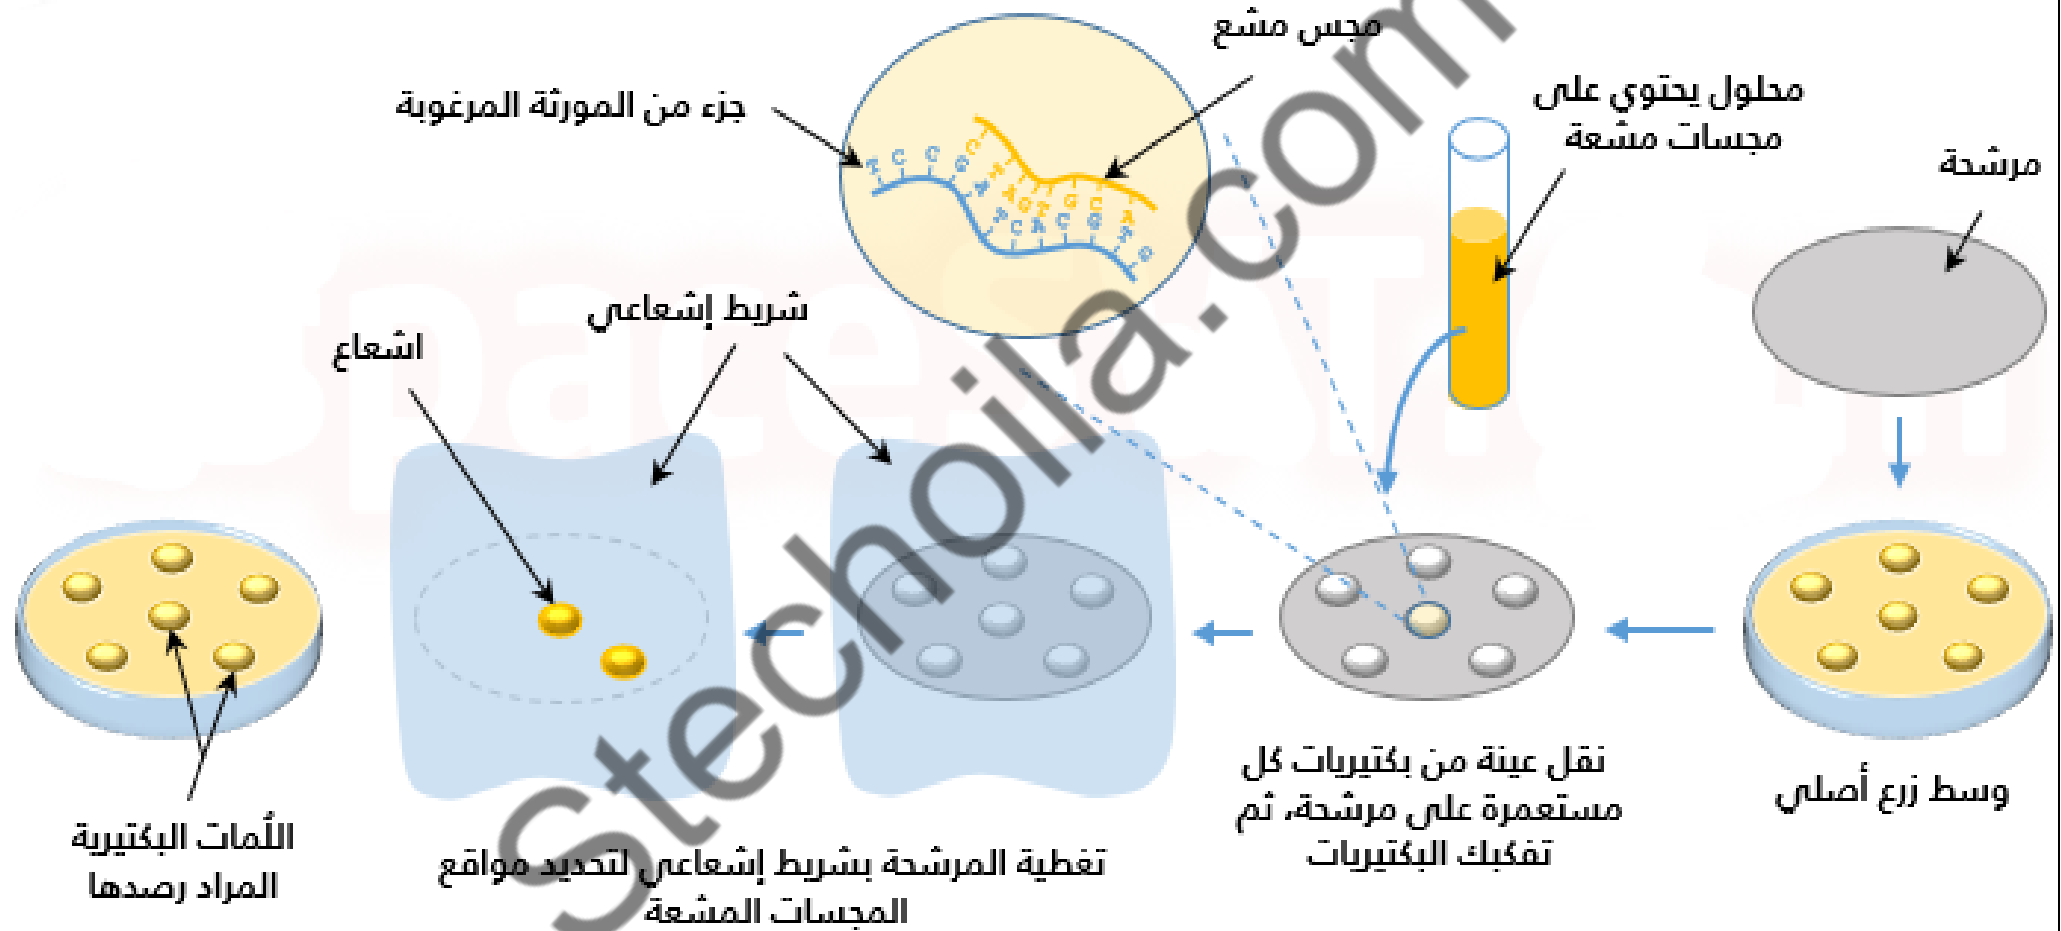 مجس مشع
جزء من المورثة المرغوبة
محلول يحتوي على
مجسات مشعة
مرشحة
شريط إشعاعي
اشعاع
وسط زرع أصلي
نقل عينة من بكتيريات كل
مستعمرة على مرشحة، ثم
تفكيك البكتيريات
تغطية المرشحة بشريط إشعاعي لتحديد مواقع
المجسات المشعة
اللُمات البكتيرية
المراد رصدها
Stechoila.com